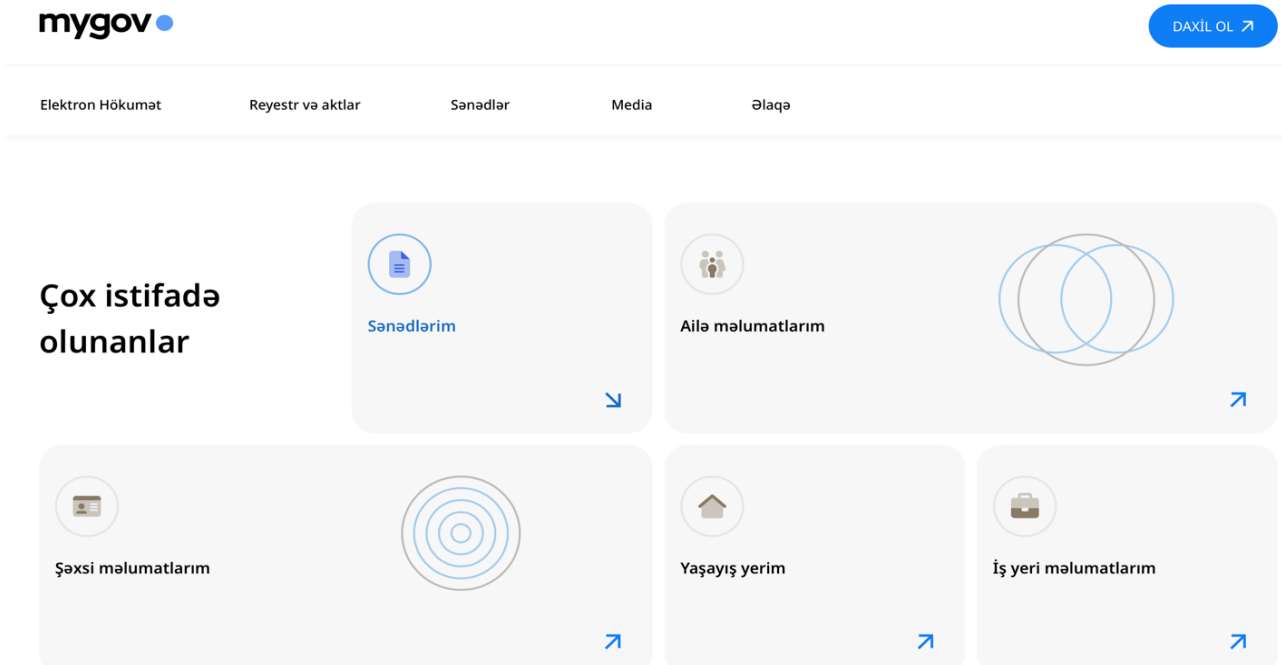 mygov
DAXİL OL
Elektron Hökumət
Reyestr və aktlar
Sənədlər
Media
Əlaqə
Çox istifadə
olunanlar
Sənədlərim
Ailə məlumatlarım
Şəxsi məlumatlarım
Yaşayış yerim
İş yeri məlumatlarım